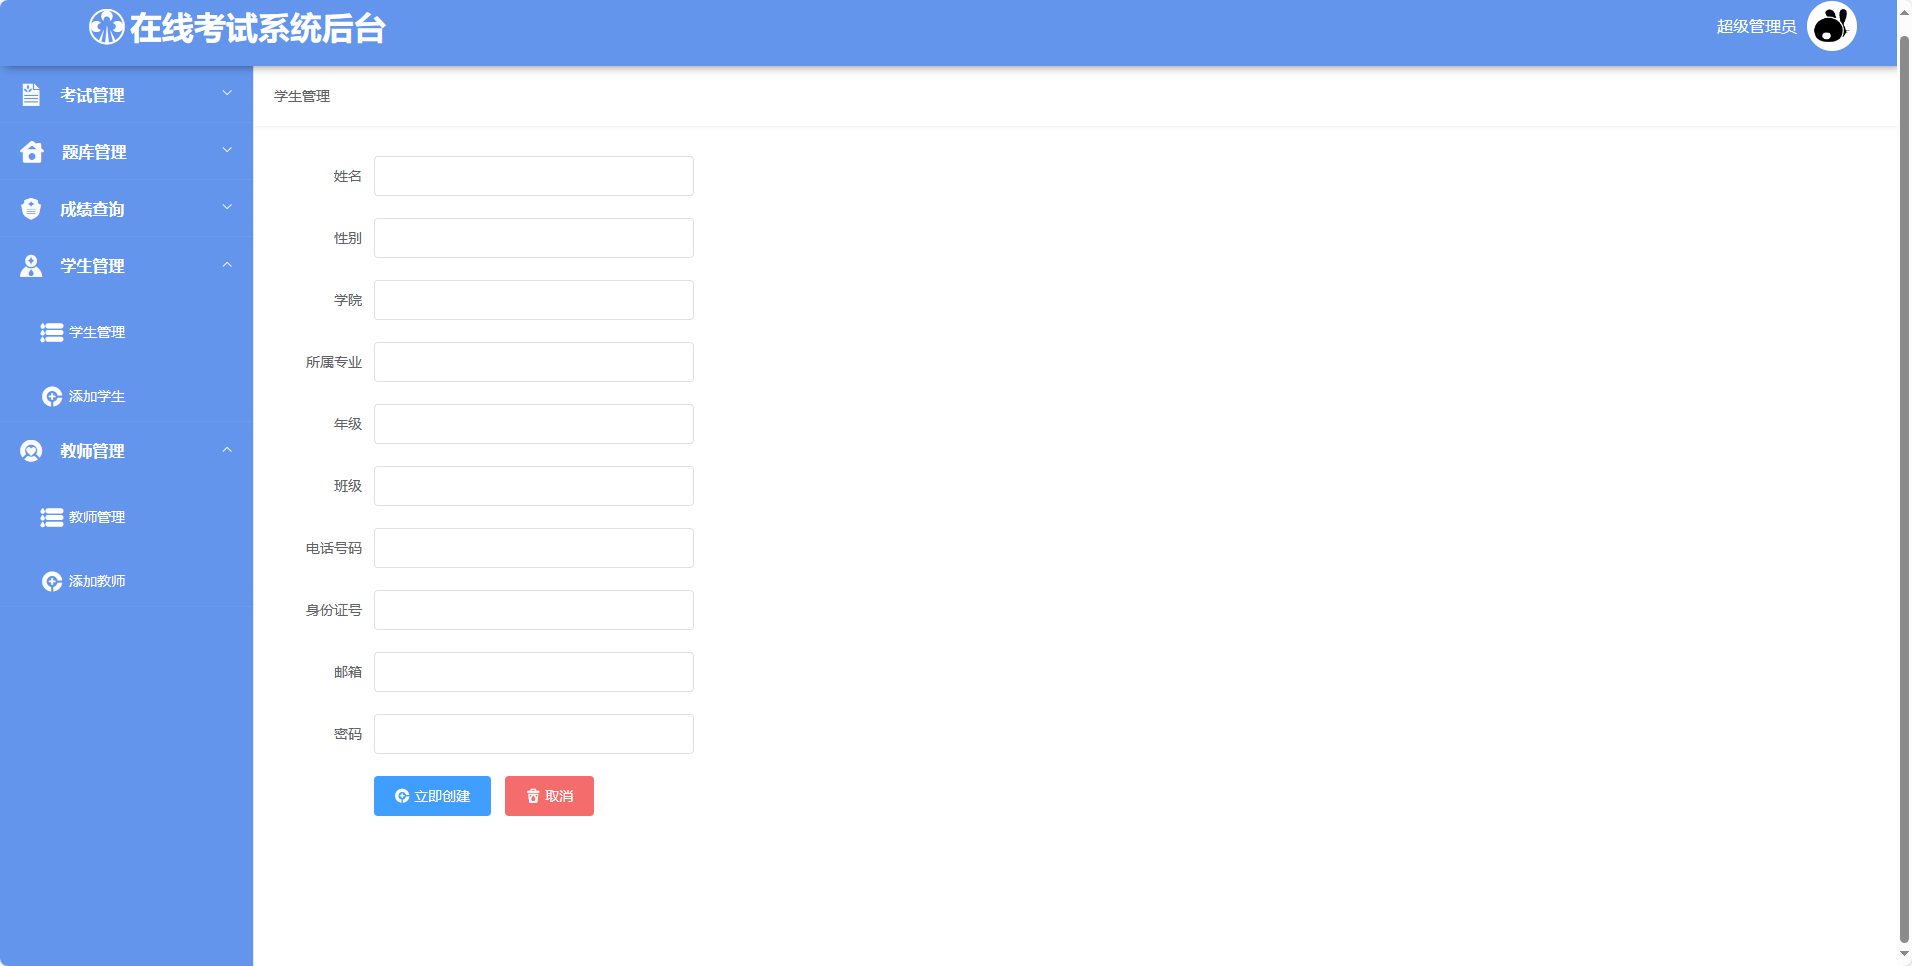 在线考试系统后台
超级管理员
考试管理
题库管理
成绩查询
学生管理
学生管理
添加学生
教师管理
教师管理
添加教师
学生管理
姓名
性别
学院
所属专业
年级
班级
电话号码
身份证号
邮箱
密码
立即创建 取消